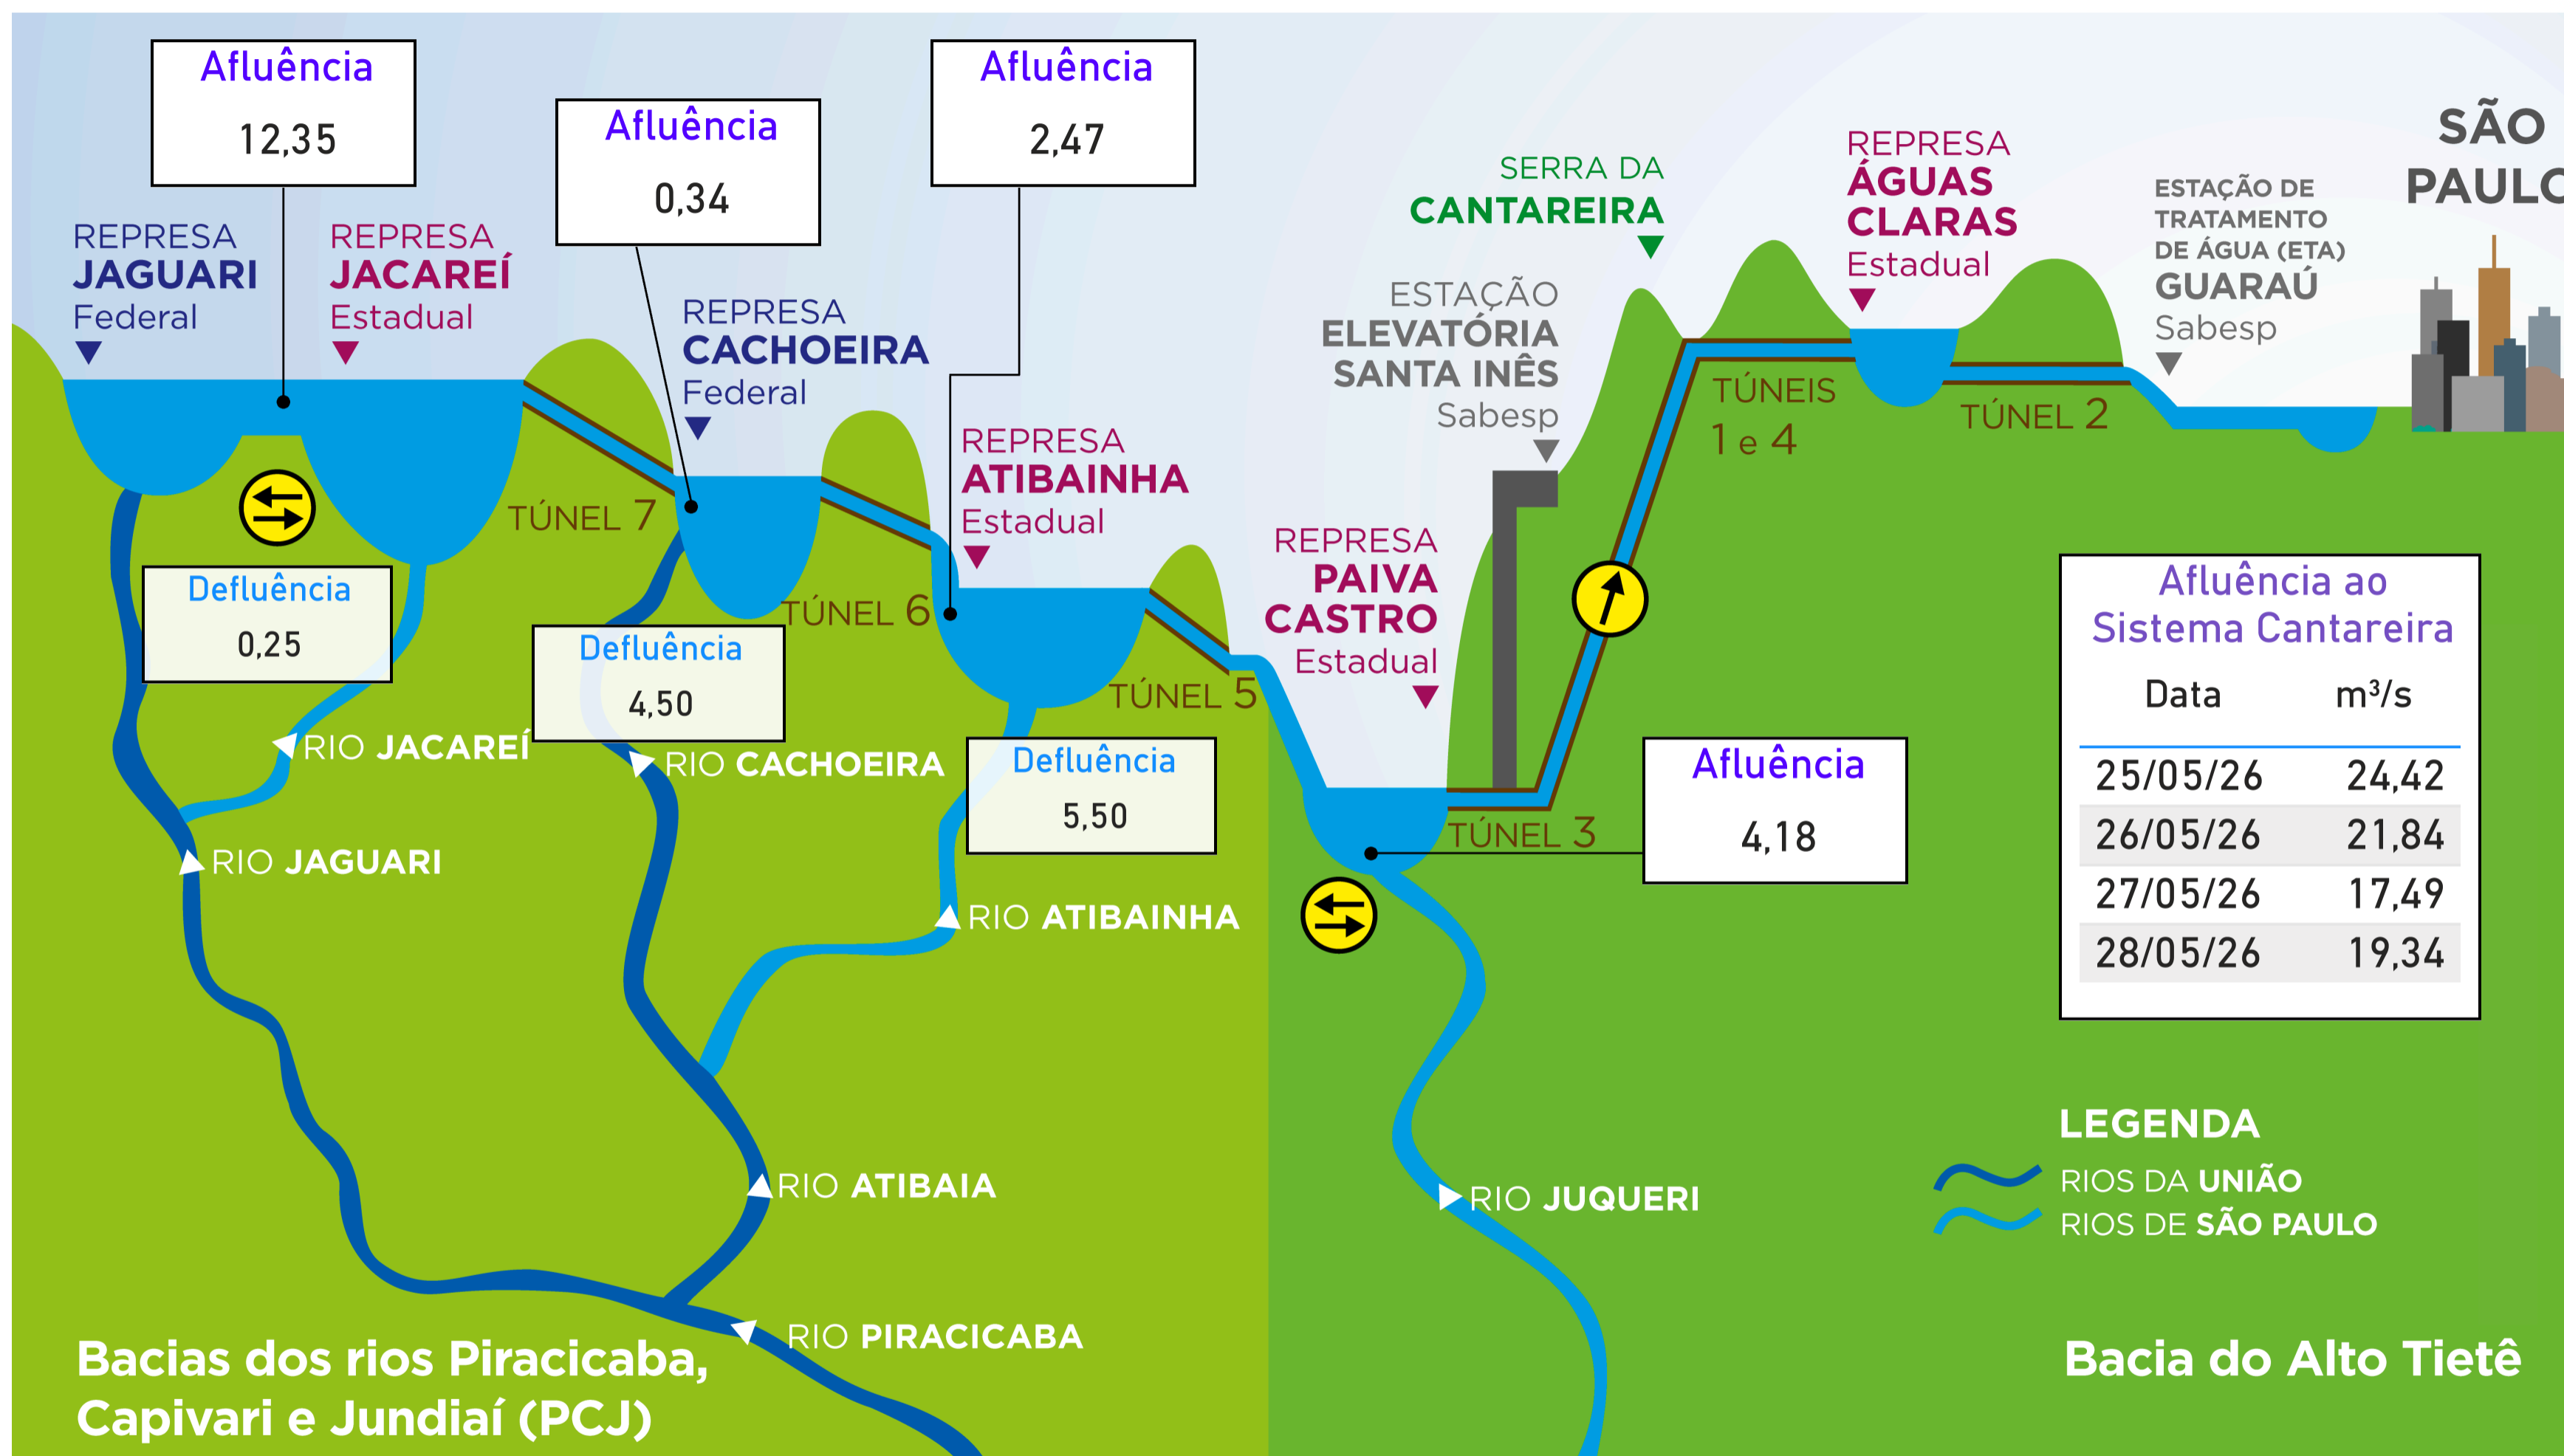 Afluência
12,35
Afluência
0,34
Afluência
2,47
REPRESA
JAGUARI
Federal
REPRESA
JACAREÍ
Estadual
REPRESA
CACHOEIRA
Federal
REPRESA
ATIBAINHA
Estadual
SERRA DA
CANTAREIRA
ESTAÇÃO
ELEVATÓRIA
SANTA INÊS
Sabesp
REPRESA
ÁGUAS
CLARAS
Estadual
ESTAÇÃO DE
TRATAMENTO
DE ÁGUA (ETA)
GUARAÚ
Sabesp
SÃO
PAULO
TÚNEL 7
TÚNEL 6
TÚNEL 5
TÚNEIS
1 e 4
TÚNEL 2
REPRESA
PAIVA
CASTRO
Estadual
TÚNEL 3
Defluência
0,25
Defluência
4,50
Defluência
5,50
Afluência
4,18
RIO JACAREÍ
RIO CACHOEIRA
RIO JAGUARI
RIO ATIBAINHA
RIO ATIBAIA
RIO JUQUERI
RIO PIRACICABA
Afluência ao
Sistema Cantareira
Data m³/s
25/05/26 24,42
26/05/26 21,84
27/05/26 17,49
28/05/26 19,34
LEGENDA
RIOS DA UNIÃO
RIOS DE SÃO PAULO
Bacias dos rios Piracicaba,
Capivari e Jundiaí (PCJ)
Bacia do Alto Tietê